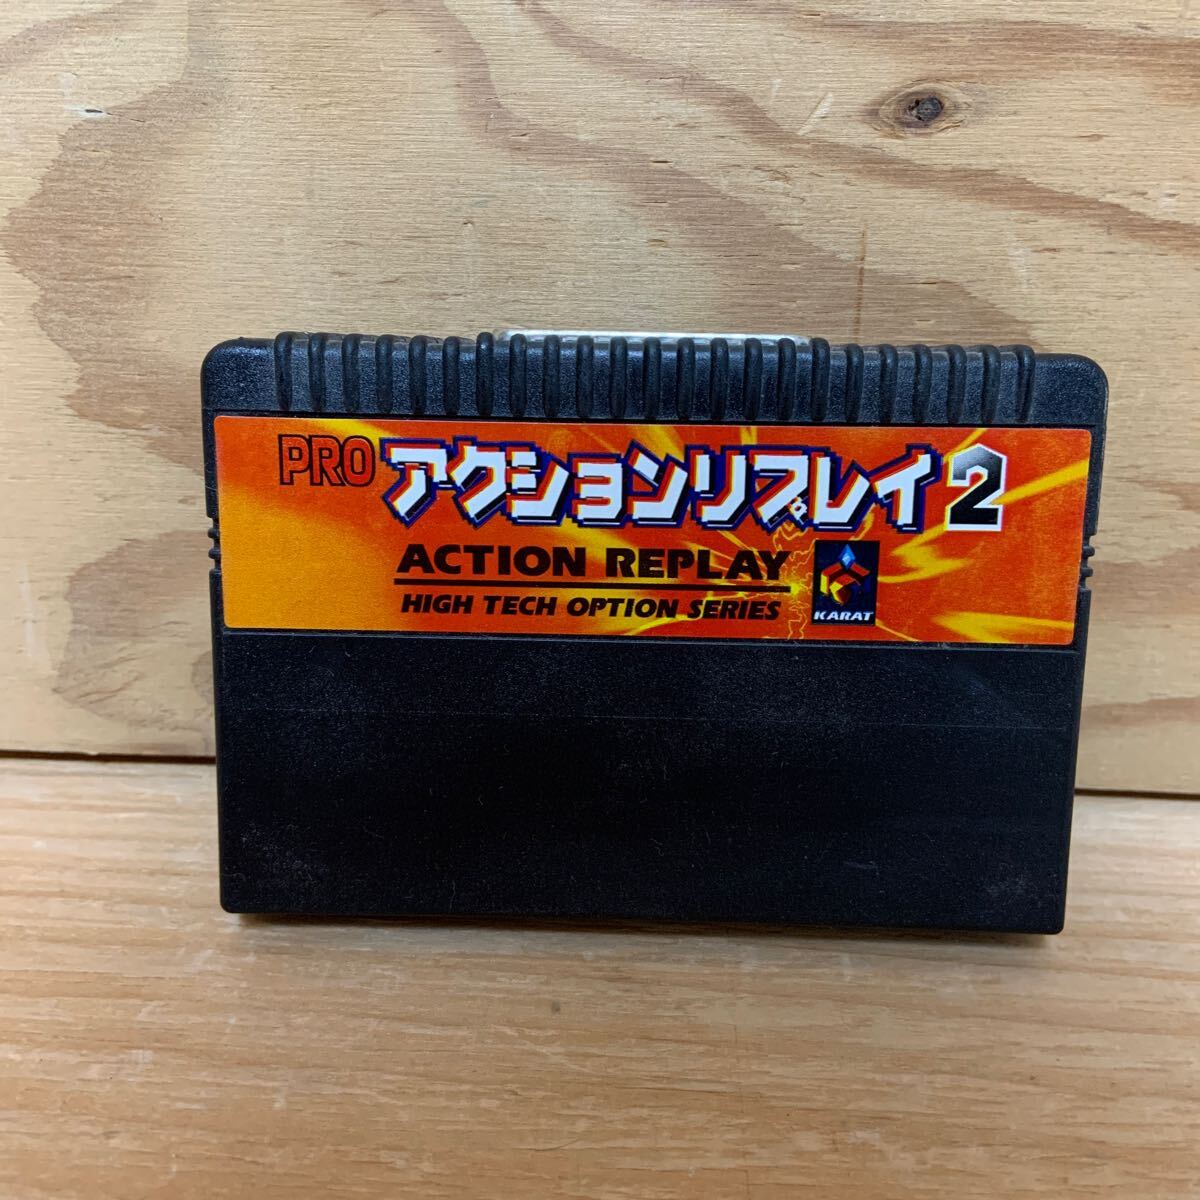 PRO アクションリプレイ2
ACTION REPLAY
HIGH TECH OPTION SERIES
KARAT